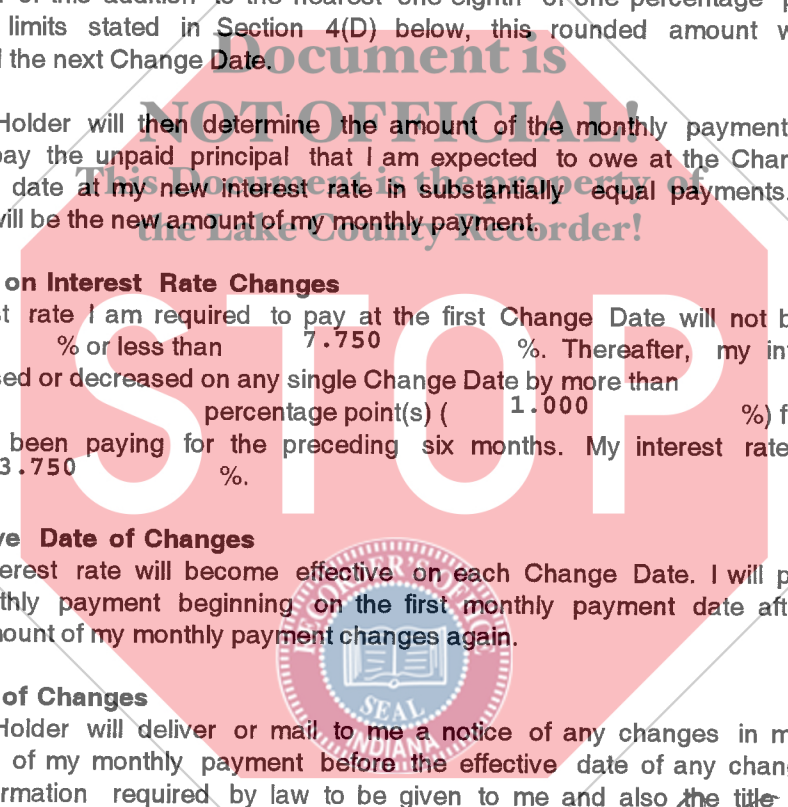 of this addition to the nearest one-eighth of one percentage
limits stated in Section 4(D) below, this rounded amount
the next Change Date.
Document is
NOT OFFICIAL!
This Document is the property of
the Lake County Recorder!
Holder will then determine the amount of the monthly payment
pay the unpaid principal that I am expected to owe at the
date at my new interest rate in substantially equal payments.
will be the new amount of my monthly payment.
on Interest Rate Changes
rate I am required to pay at the first Change Date will not
% or less than 7.750 %. Thereafter, my
or decreased on any single Change Date by more than
percentage point(s) ( 1.000 %)
been paying for the preceding six months. My interest rate
3.750 %.
Date of Changes
rate will become effective on each Change Date. I will
payment beginning on the first monthly payment date
of my monthly payment changes again.
of Changes
Holder will deliver or mail to me a notice of any changes in
of my monthly payment before the effective date of any
required by law to be given to me and also the title
STOP
RECORDER'S OFFICE
SEAL
INDIANA